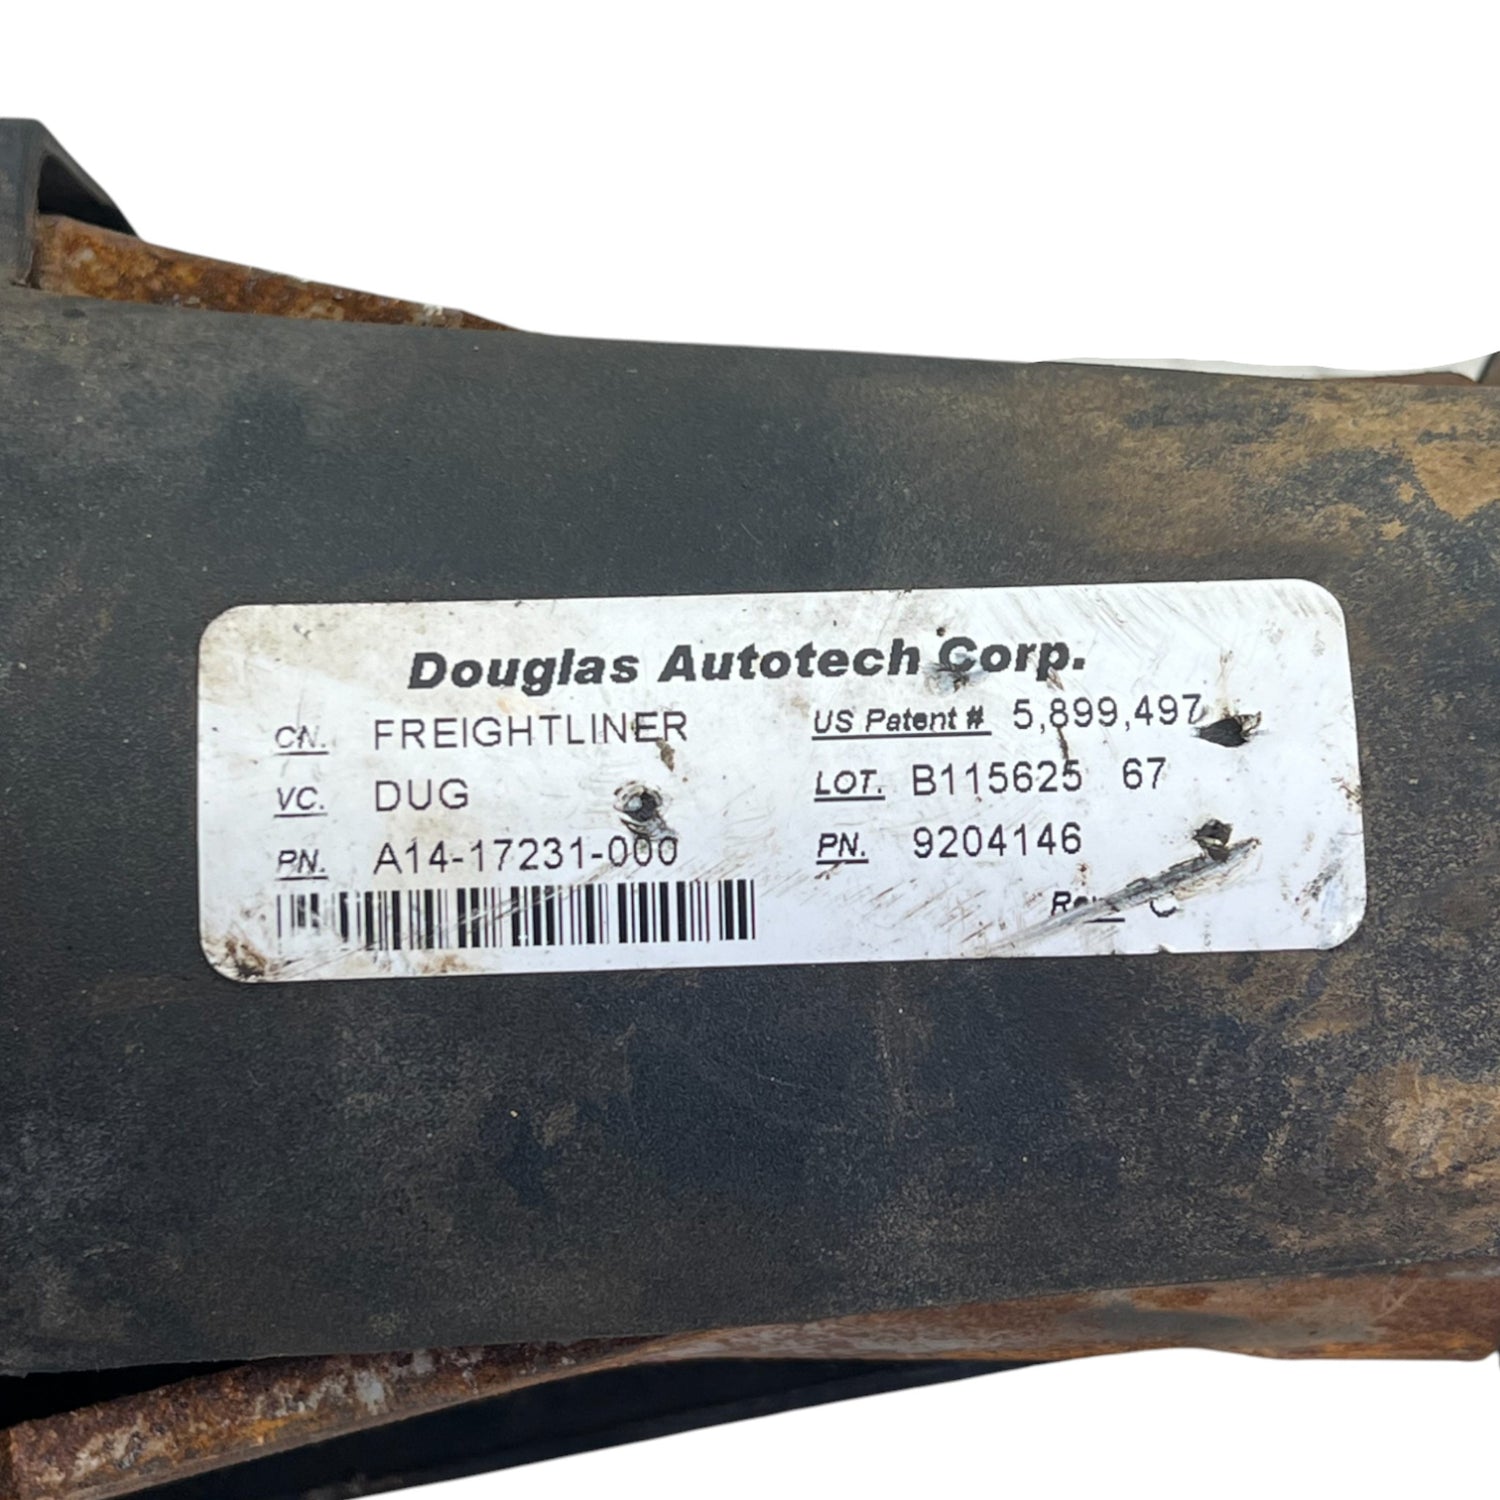 Douglas Autotech Corp.
CN. FREIGHTLINER US Patent # 5,899,497
VC. DUG LOT. B115625 67
PN. A14-17231-000 PN. 9204146